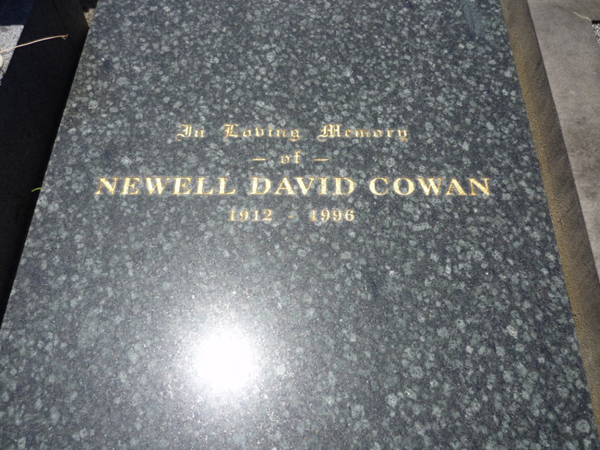 In Loving Memory
- of -
NEWELL DAVID COWAN
1912 - 1996